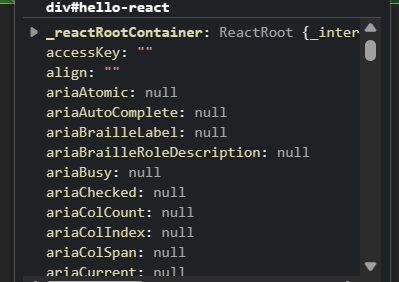 div#hello-react
_reactRootContainer: ReactRoot {_inter
accessKey: ""
align: ""
ariaAtomic: null
ariaAutoComplete: null
ariaBrailleLabel: null
ariaBrailleRoleDescription: null
ariaBusy: null
ariaChecked: null
ariaColCount: null
ariaColIndex: null
ariaColSpan: null
ariaCurrent: null